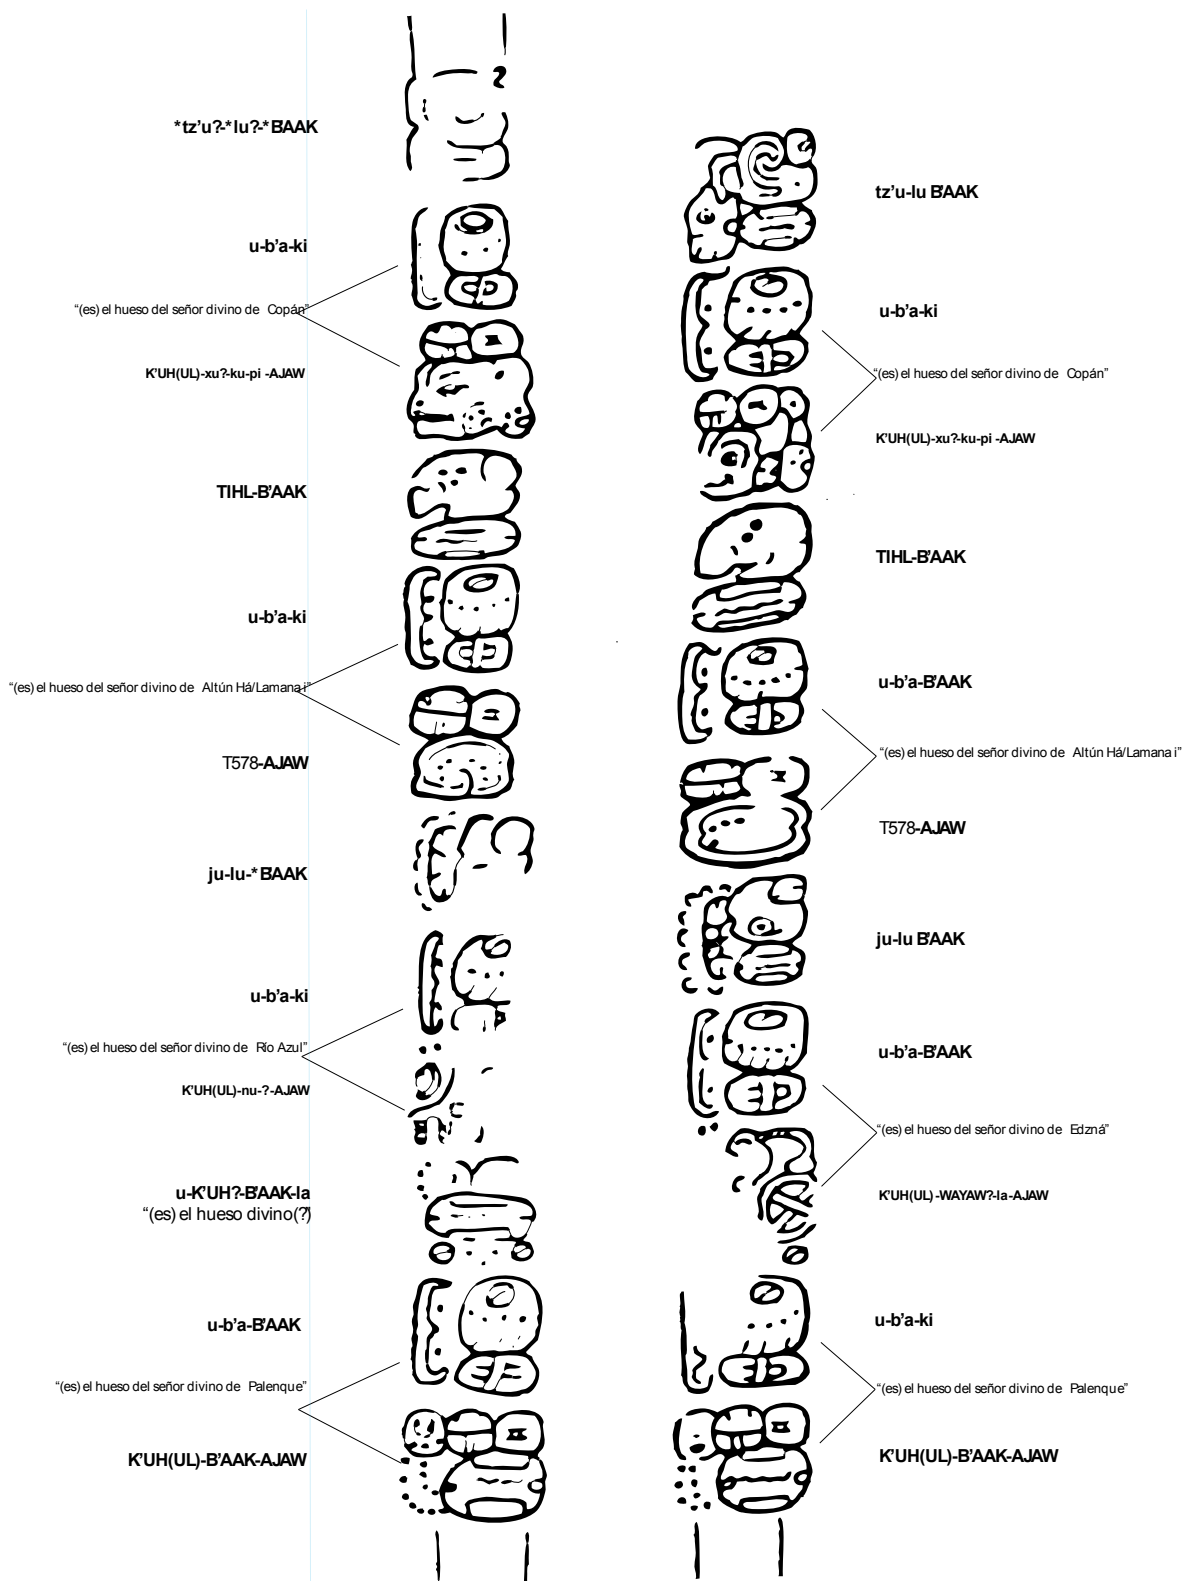 *tz'u?-*lu?-*B'AAK
u-b'a-ki
“(es) el hueso del señor divino de Copán”
K'UH(UL)-xu?-ku-pi -AJAW
TIHL-B'AAK
u-b'a-ki
“(es) el hueso del señor divino de Altún Há/Lamanai”
T578-AJAW
ju-lu-*B'AAK
u-b'a-ki
“(es) el hueso del señor divino de Río Azul”
K'UH(UL)-nu-?-AJAW
u-K'UH?-B'AAK-la
“(es) el hueso divino(?)
u-b'a-B'AAK
“(es) el hueso del señor divino de Palenque”
K'UH(UL)-B'AAK-AJAW
tz'u-lu B'AAK
u-b'a-ki
“(es) el hueso del señor divino de Copán”
K'UH(UL)-xu?-ku-pi -AJAW
TIHL-B'AAK
u-b'a-B'AAK
“(es) el hueso del señor divino de Altún Há/Lamanai”
T578-AJAW
ju-lu B'AAK
u-b'a-B'AAK
“(es) el hueso del señor divino de Edzná”
K'UH(UL)-WAYAW?-la-AJAW
u-b'a-ki
“(es) el hueso del señor divino de Palenque”
K'UH(UL)-B'AAK-AJAW